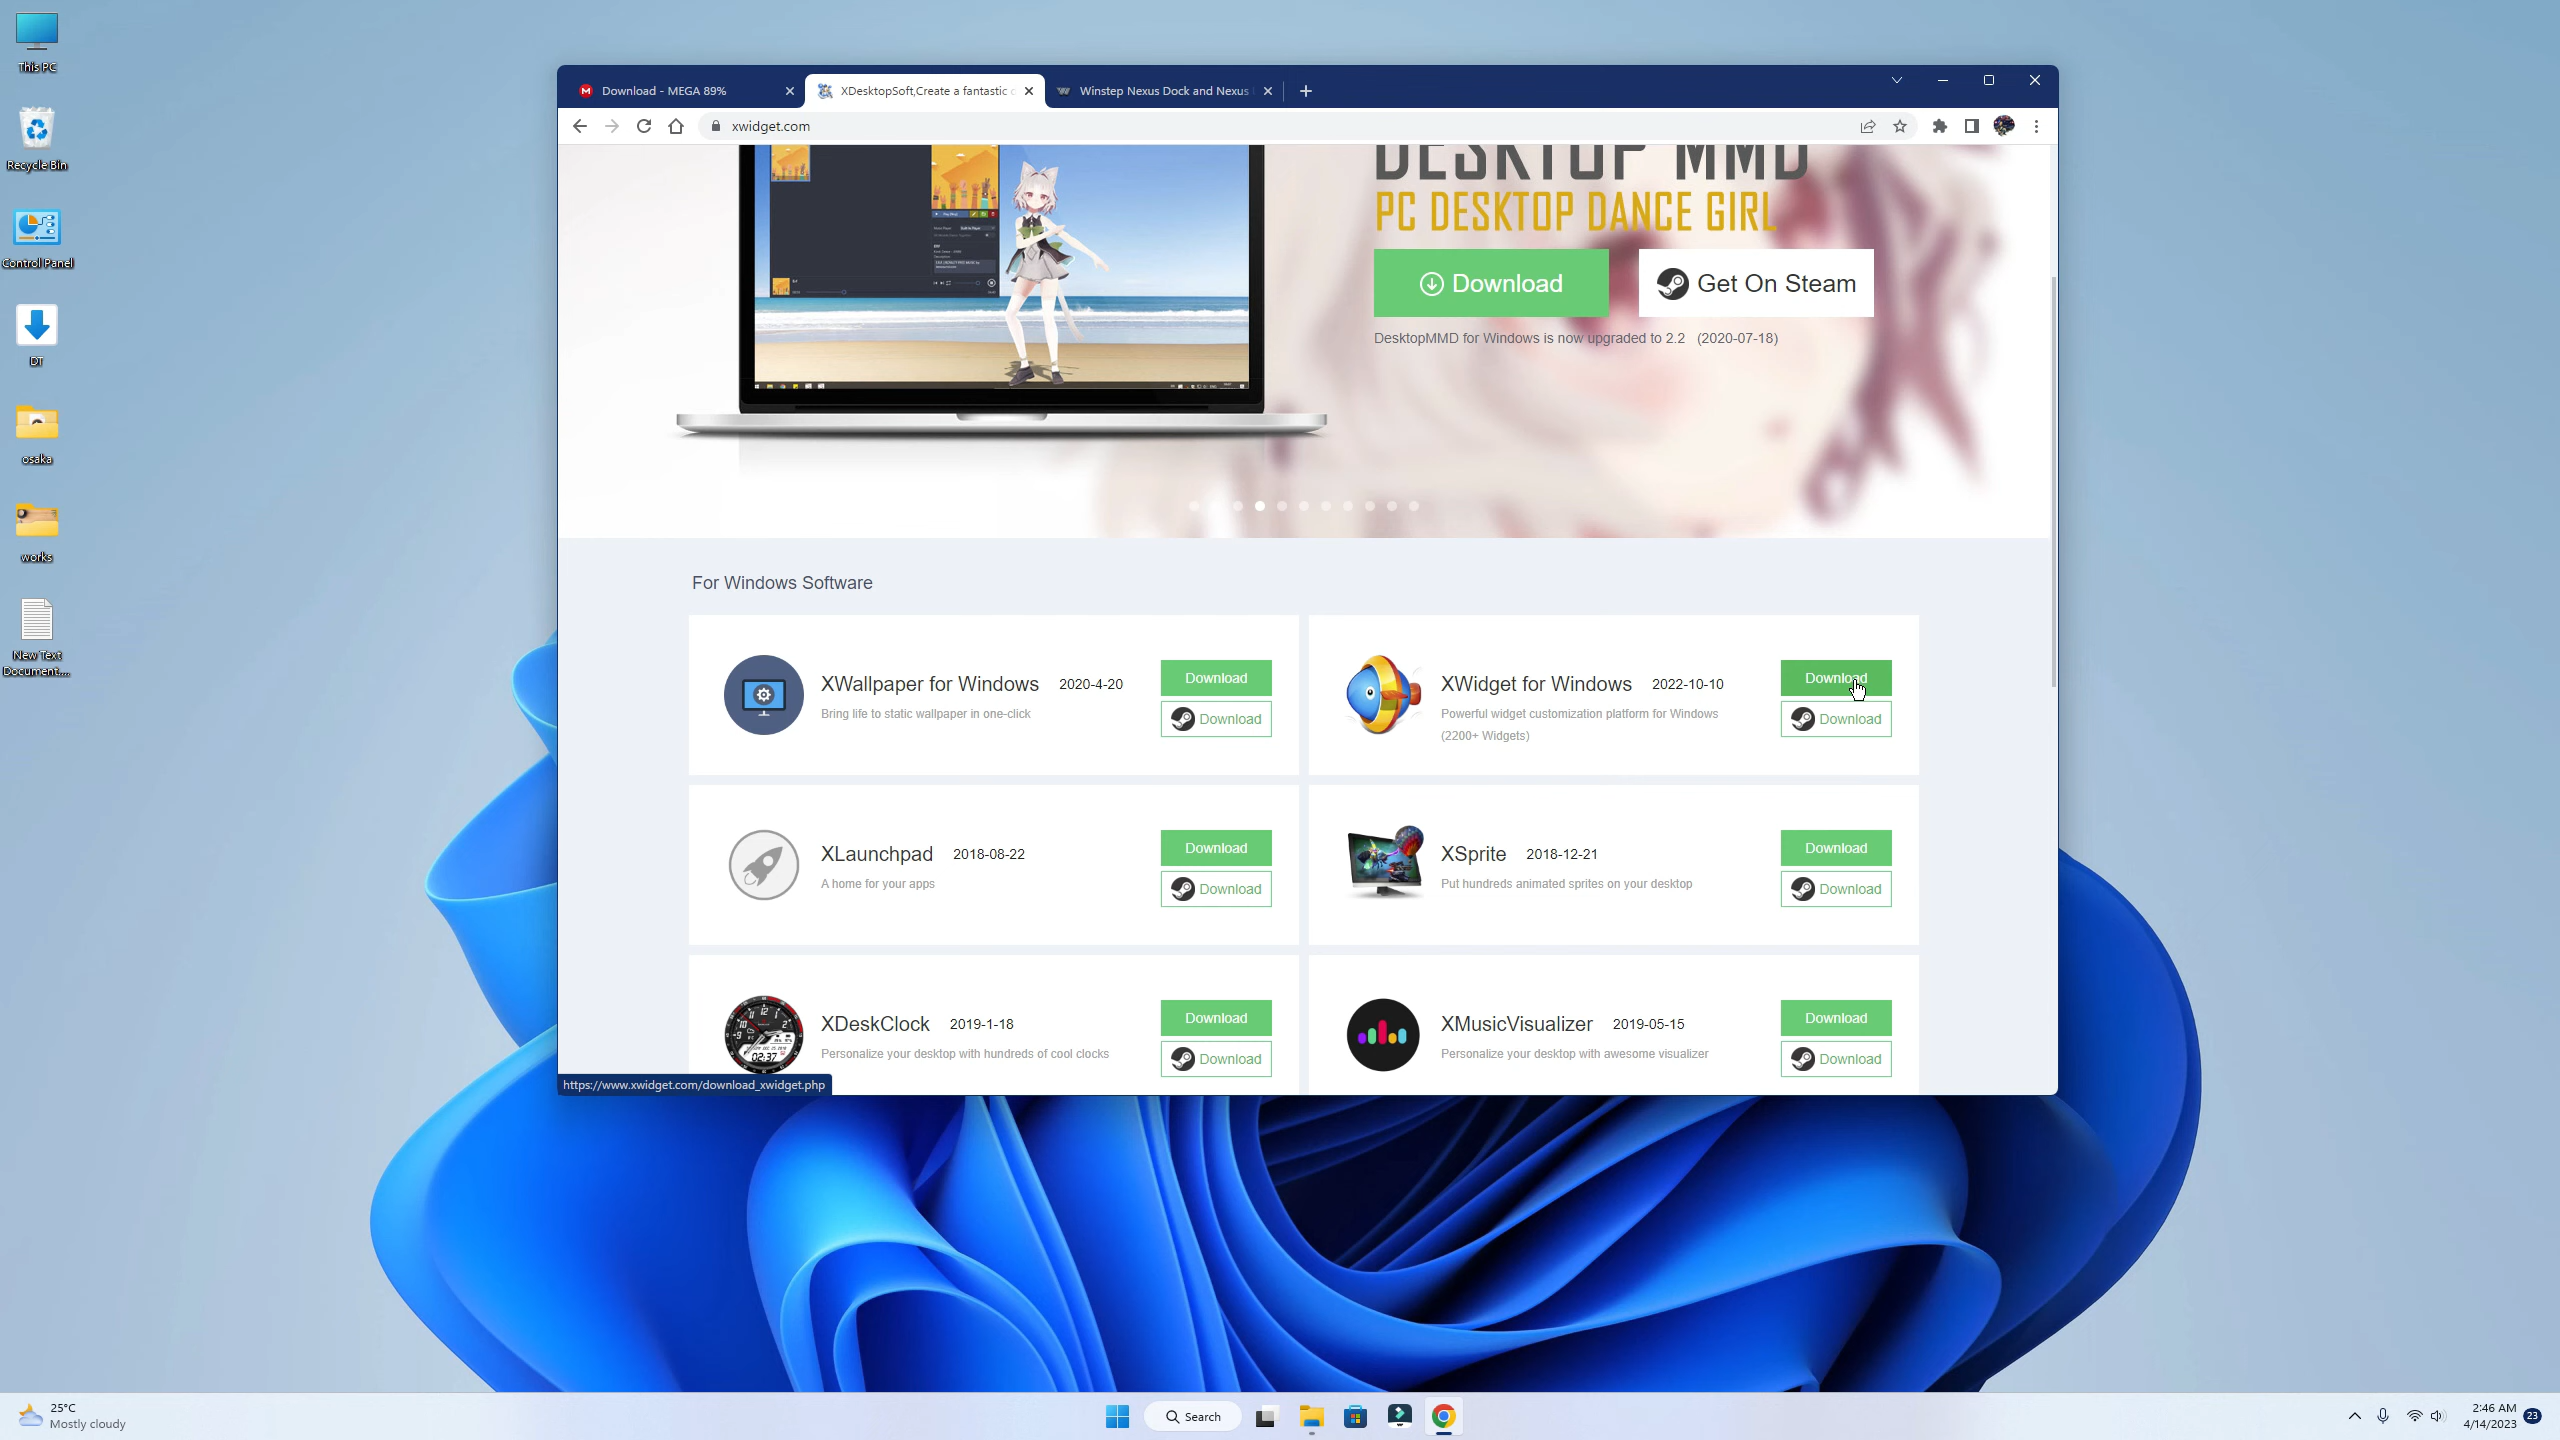 This PC
Recycle Bin
Control Panel
DT
osaka
works
New Text
Document....
Download - MEGA 89%
XDesktopSoft,Create a fantastic
Winstep Nexus Dock and Nexus
xwidget.com
DESKTOP MMD
PC DESKTOP DANCE GIRL
Download
Get On Steam
DesktopMMD for Windows is now upgraded to 2.2 (2020-07-18)
For Windows Software
XWallpaper for Windows 2020-4-20
Bring life to static wallpaper in one-click
Download
Download
XWidget for Windows 2022-10-10
Powerful widget customization platform for Windows
(2200+ Widgets)
Download
Download
XLaunchpad 2018-08-22
A home for your apps
Download
Download
XSprite 2018-12-21
Put hundreds animated sprites on your desktop
Download
Download
XDeskClock 2019-1-18
Personalize your desktop with hundreds of cool clocks
Download
Download
XMusicVisualizer 2019-05-15
Personalize your desktop with awesome visualizer
Download
Download
https://www.xwidget.com/download_xwidget.php
25°C
Mostly cloudy
Search
2:46 AM
4/14/2023
23